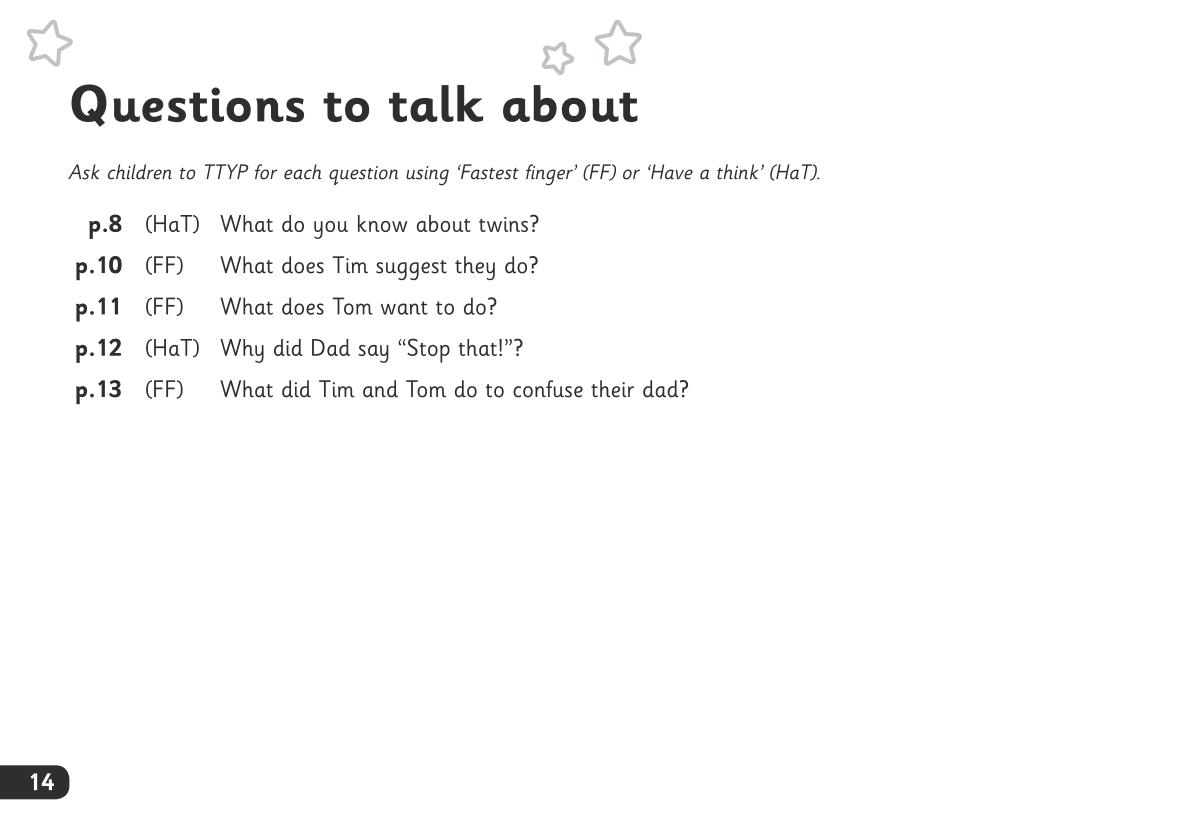 Questions to talk about
Ask children to TTYP for each question using ‘Fastest finger’ (FF) or ‘Have a think’ (HaT).
p.8 (HaT) What do you know about twins?
p.10 (FF) What does Tim suggest they do?
p.11 (FF) What does Tom want to do?
p.12 (HaT) Why did Dad say “Stop that!”?
p.13 (FF) What did Tim and Tom do to confuse their dad?
14